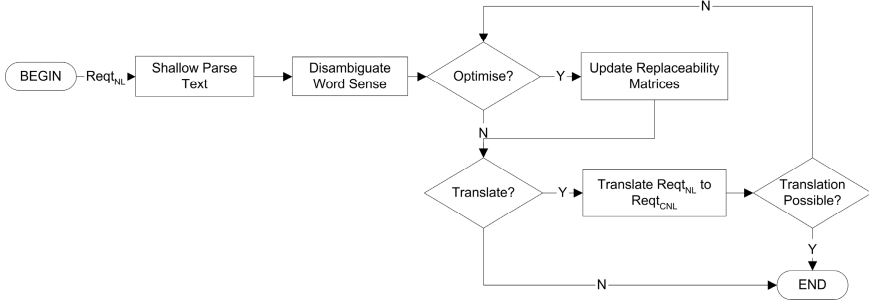 N
BEGIN
Reqt_NL
Shallow Parse
Text
Disambiguate
Word Sense
Optimise?
Y
Update Replaceability
Matrices
N
Translate?
Y
Translate Reqt_NL to
Reqt_CNL
Translation
Possible?
Y
N
END